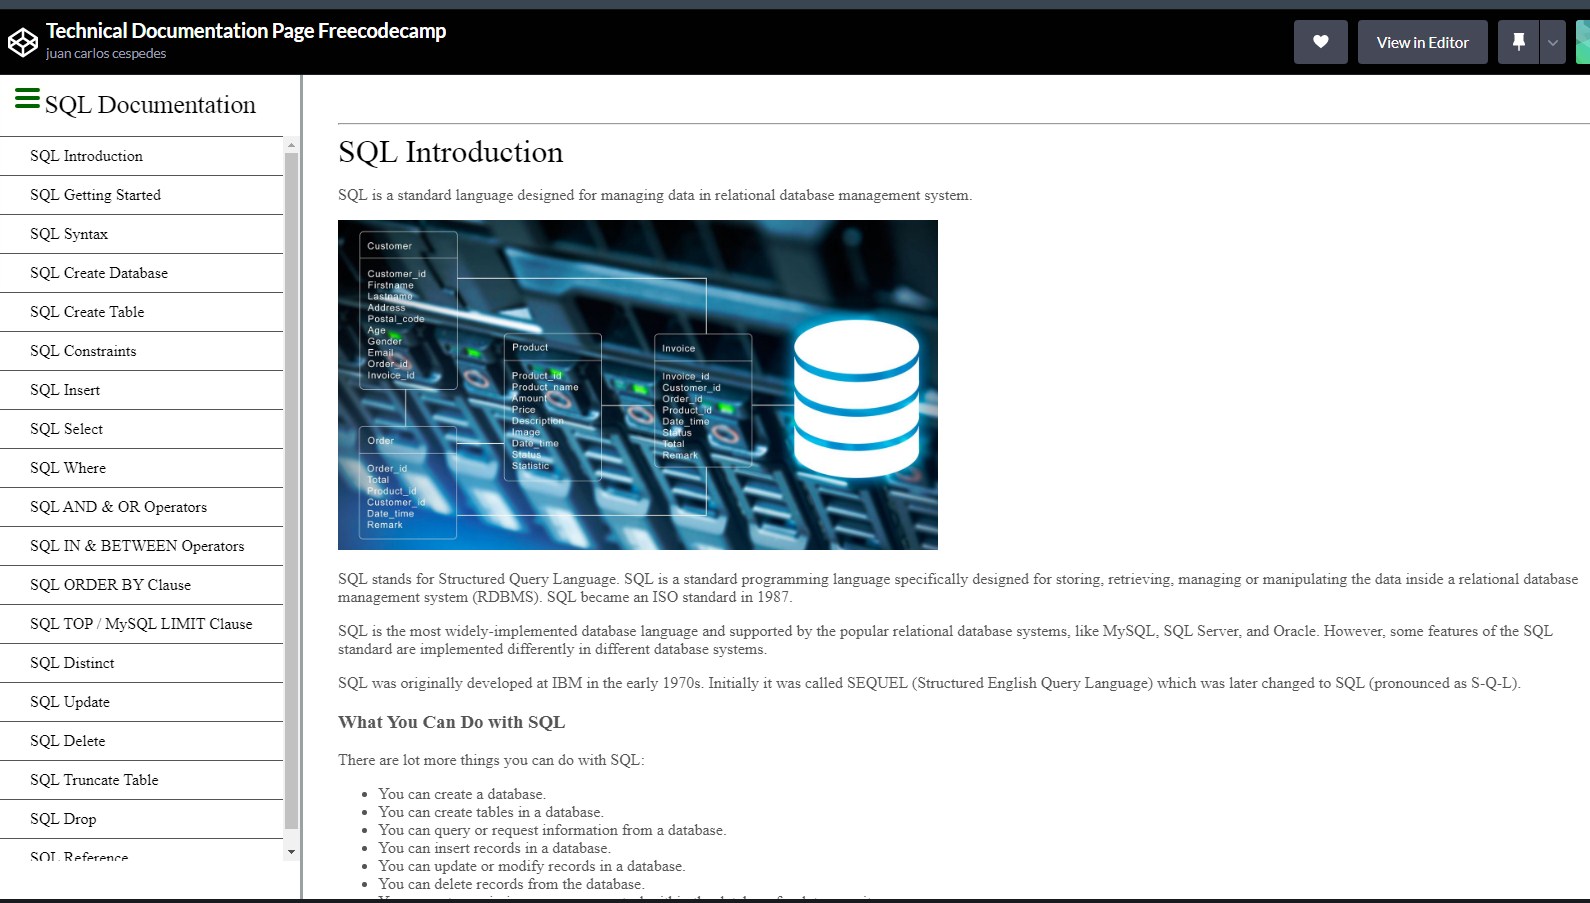 Technical Documentation Page Freecodecamp
juan carlos cespedes
View in Editor
SQL Documentation
SQL Introduction
SQL Getting Started
SQL Syntax
SQL Create Database
SQL Create Table
SQL Constraints
SQL Insert
SQL Select
SQL Where
SQL AND & OR Operators
SQL IN & BETWEEN Operators
SQL ORDER BY Clause
SQL TOP / MySQL LIMIT Clause
SQL Distinct
SQL Update
SQL Delete
SQL Truncate Table
SQL Drop
SQL Reference
SQL Introduction
SQL is a standard language designed for managing data in relational database management system.
Customer
Customer_id
Firstname
Lastname
Address
Postal_code
Age
Gender
Email
Order_id
Invoice_id
Product
Product_id
Product_name
Amount
Price
Description
Image
Date_time
Status
Statistic
Invoice
Invoice_id
Customer_id
Order_id
Product_id
Date_time
Status
Total
Remark
Order
Order_id
Total
Product_id
Customer_id
Date_time
Remark
SQL stands for Structured Query Language. SQL is a standard programming language specifically designed for storing, retrieving, managing or manipulating the data inside a relational database
management system (RDBMS). SQL became an ISO standard in 1987.
SQL is the most widely-implemented database language and supported by the popular relational database systems, like MySQL, SQL Server, and Oracle. However, some features of the SQL
standard are implemented differently in different database systems.
SQL was originally developed at IBM in the early 1970s. Initially it was called SEQUEL (Structured English Query Language) which was later changed to SQL (pronounced as S-Q-L).
What You Can Do with SQL
There are lot more things you can do with SQL:
You can create a database.
You can create tables in a database.
You can query or request information from a database.
You can insert records in a database.
You can update or modify records in a database.
You can delete records from the database.